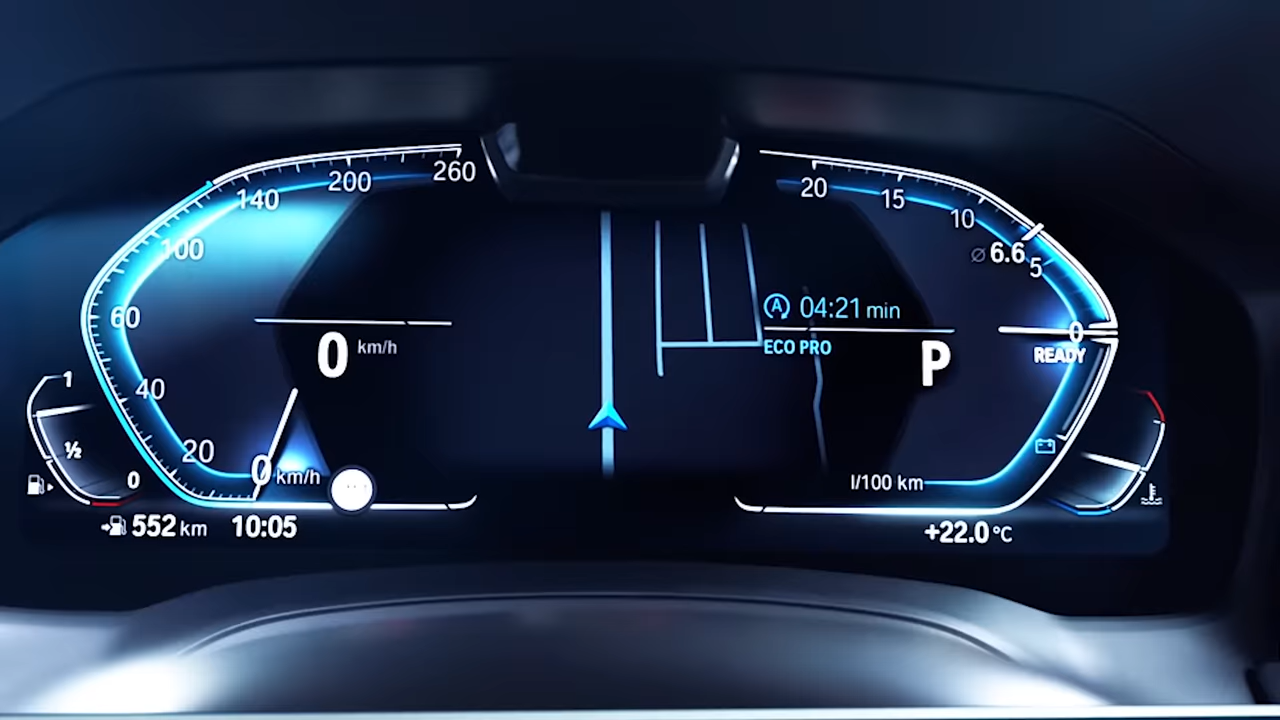 260
200
140
100
60
40
20
0 km/h
0 km/h
1
½
0
552 km
10:05
20
15
10
5
0
⌀ 6.6
READY
A 04:21 min
ECO PRO
P
l/100 km
+22.0 °C